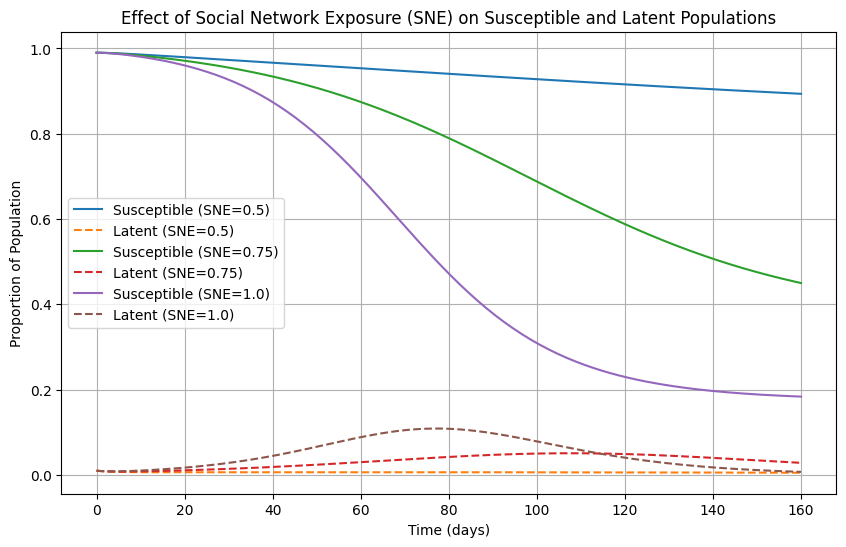 Effect of Social Network Exposure (SNE) on Susceptible and Latent Populations
Proportion of Population
1.0
0.8
0.6
0.4
0.2
0.0
Susceptible (SNE=0.5)
Latent (SNE=0.5)
Susceptible (SNE=0.75)
Latent (SNE=0.75)
Susceptible (SNE=1.0)
Latent (SNE=1.0)
0 20 40 60 80 100 120 140 160
Time (days)